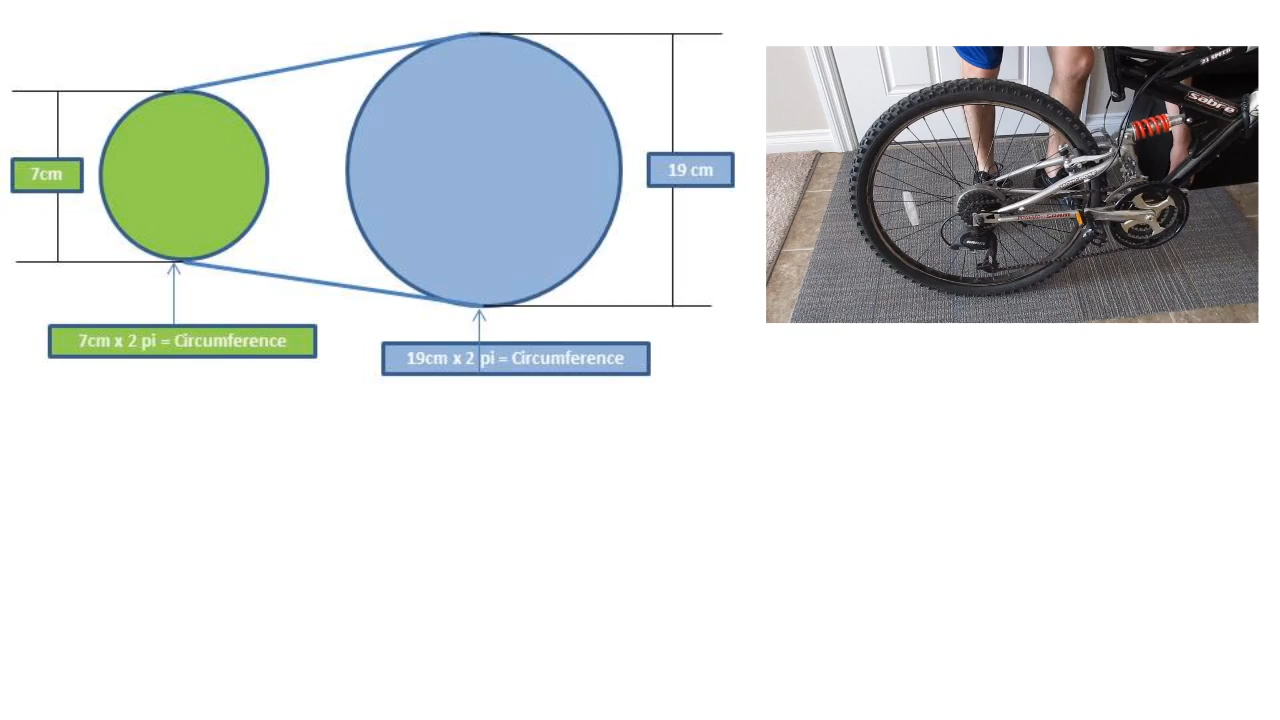 7cm
19 cm
7cm x 2 pi = Circumference
19cm x 2 pi = Circumference
21 SPEED
sabre